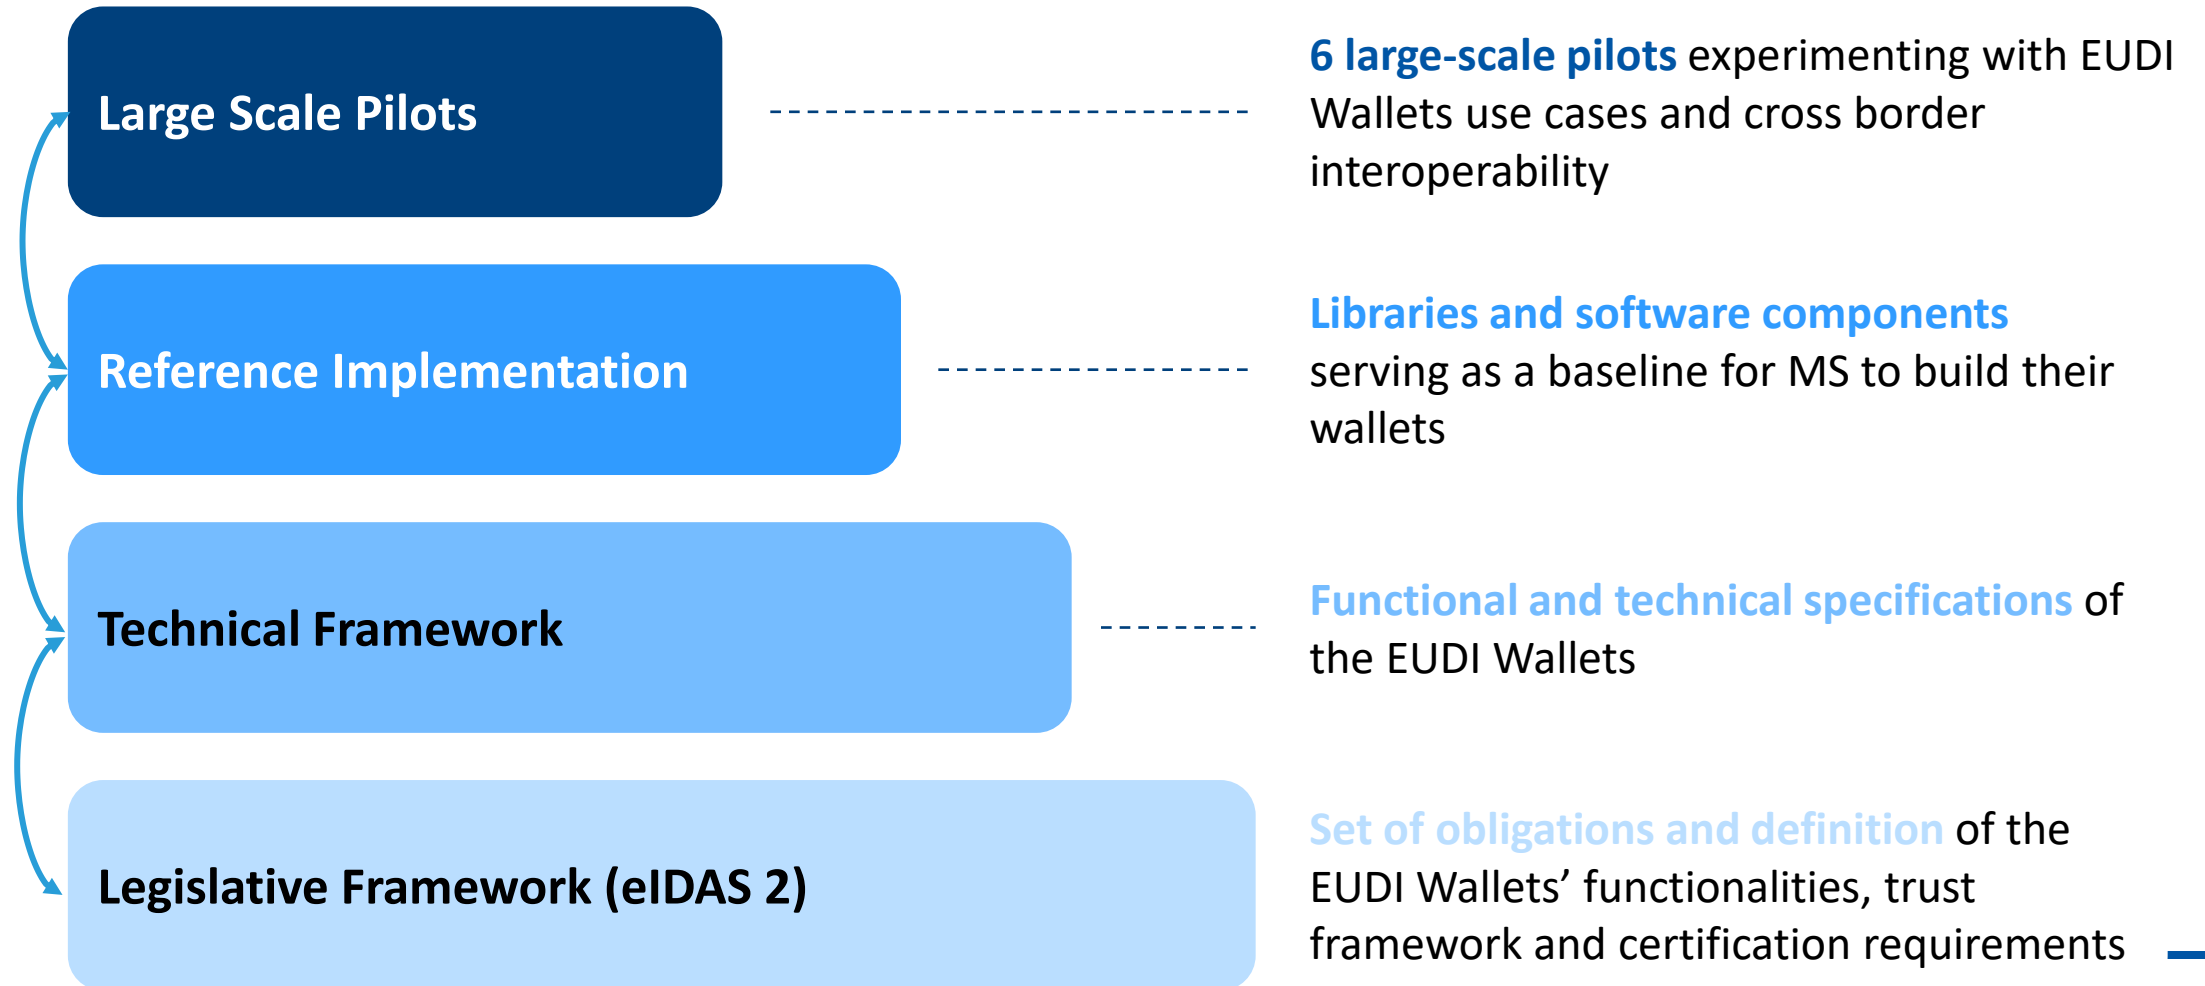 Large Scale Pilots
6 large-scale pilots experimenting with EUDI
Wallets use cases and cross border
interoperability
Reference Implementation
Libraries and software components
serving as a baseline for MS to build their
wallets
Technical Framework
Functional and technical specifications of
the EUDI Wallets
Legislative Framework (eIDAS 2)
Set of obligations and definition of the
EUDI Wallets’ functionalities, trust
framework and certification requirements